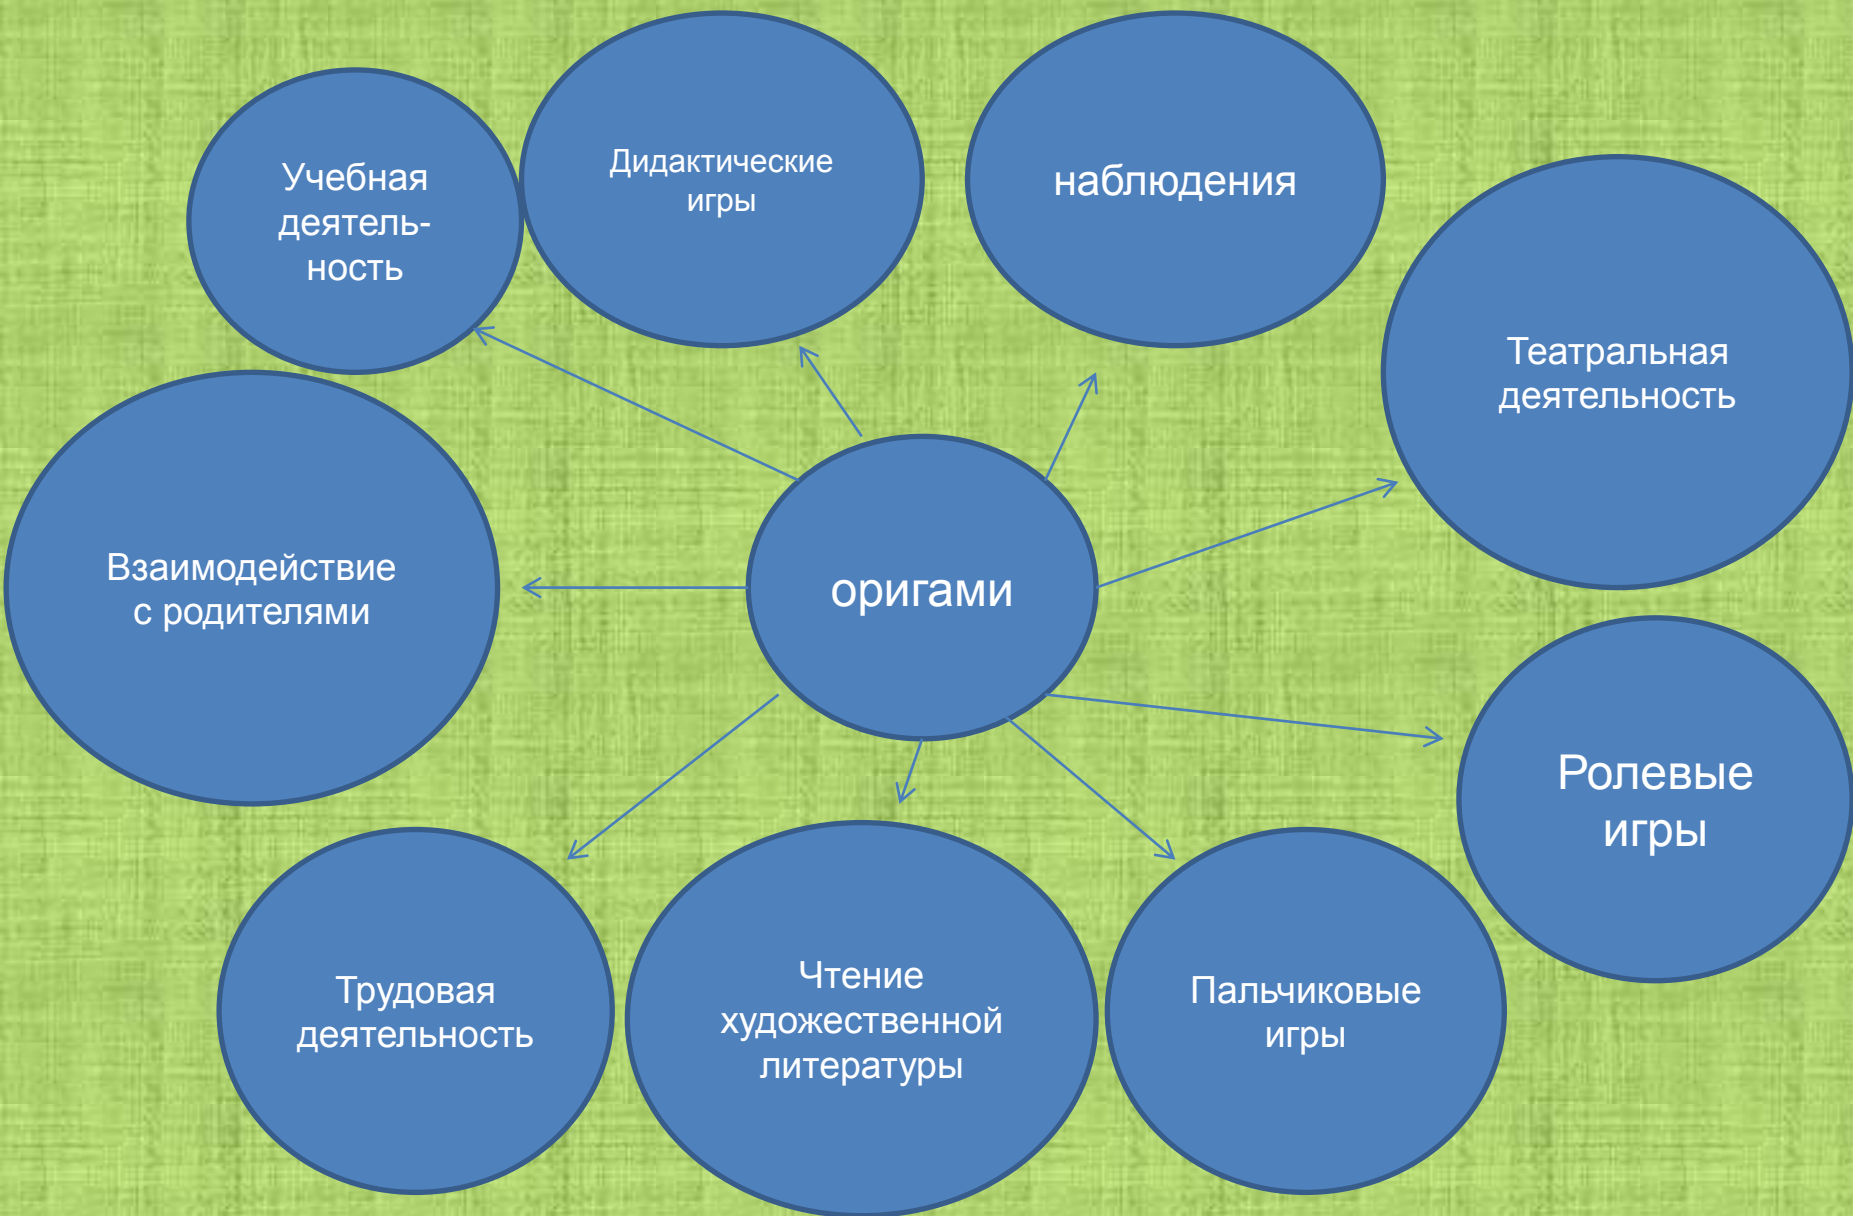 Учебная
деятель-
ность
Дидактические
игры
наблюдения
Театральная
деятельность
Взаимодействие
с родителями
оригами
Ролевые
игры
Трудовая
деятельность
Чтение
художественной
литературы
Пальчиковые
игры